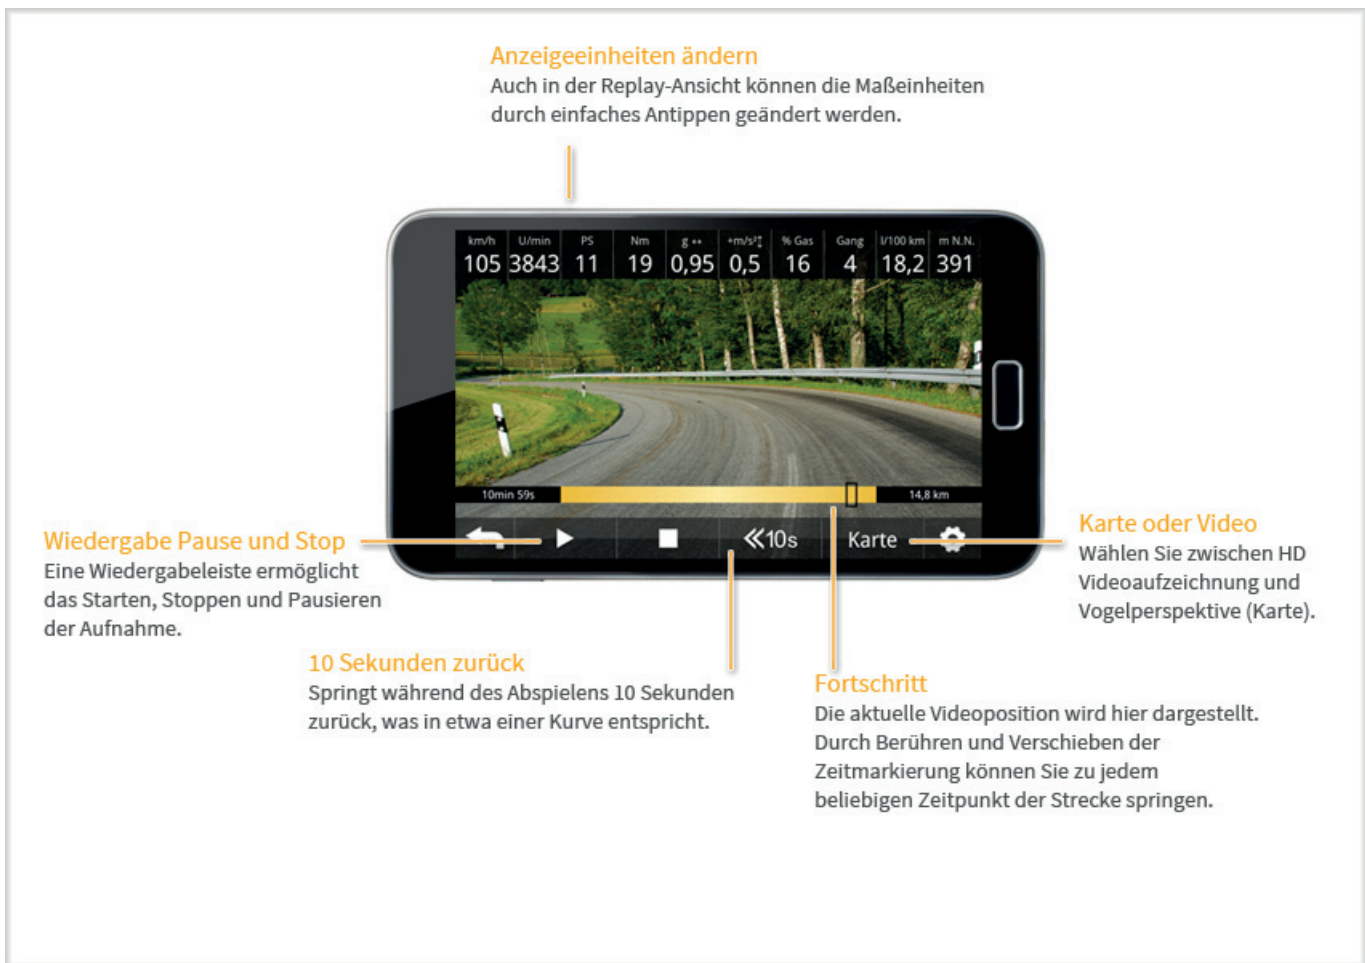 Anzeigeeinheiten ändern
Auch in der Replay-Ansicht können die Maßeinheiten
durch einfaches Antippen geändert werden.
km/h U/min PS Nm g ↔ +m/s²↕ % Gas Gang l/100 km m N.N.
105 3843 11 19 0,95 0,5 16 4 18,2 391
10min 59s 14,8 km
≪10s Karte
Wiedergabe Pause und Stop
Eine Wiedergabeleiste ermöglicht
das Starten, Stoppen und Pausieren
der Aufnahme.
Karte oder Video
Wählen Sie zwischen HD
Videoaufzeichnung und
Vogelperspektive (Karte).
10 Sekunden zurück
Springt während des Abspielens 10 Sekunden
zurück, was in etwa einer Kurve entspricht.
Fortschritt
Die aktuelle Videoposition wird hier dargestellt.
Durch Berühren und Verschieben der
Zeitmarkierung können Sie zu jedem
beliebigen Zeitpunkt der Strecke springen.